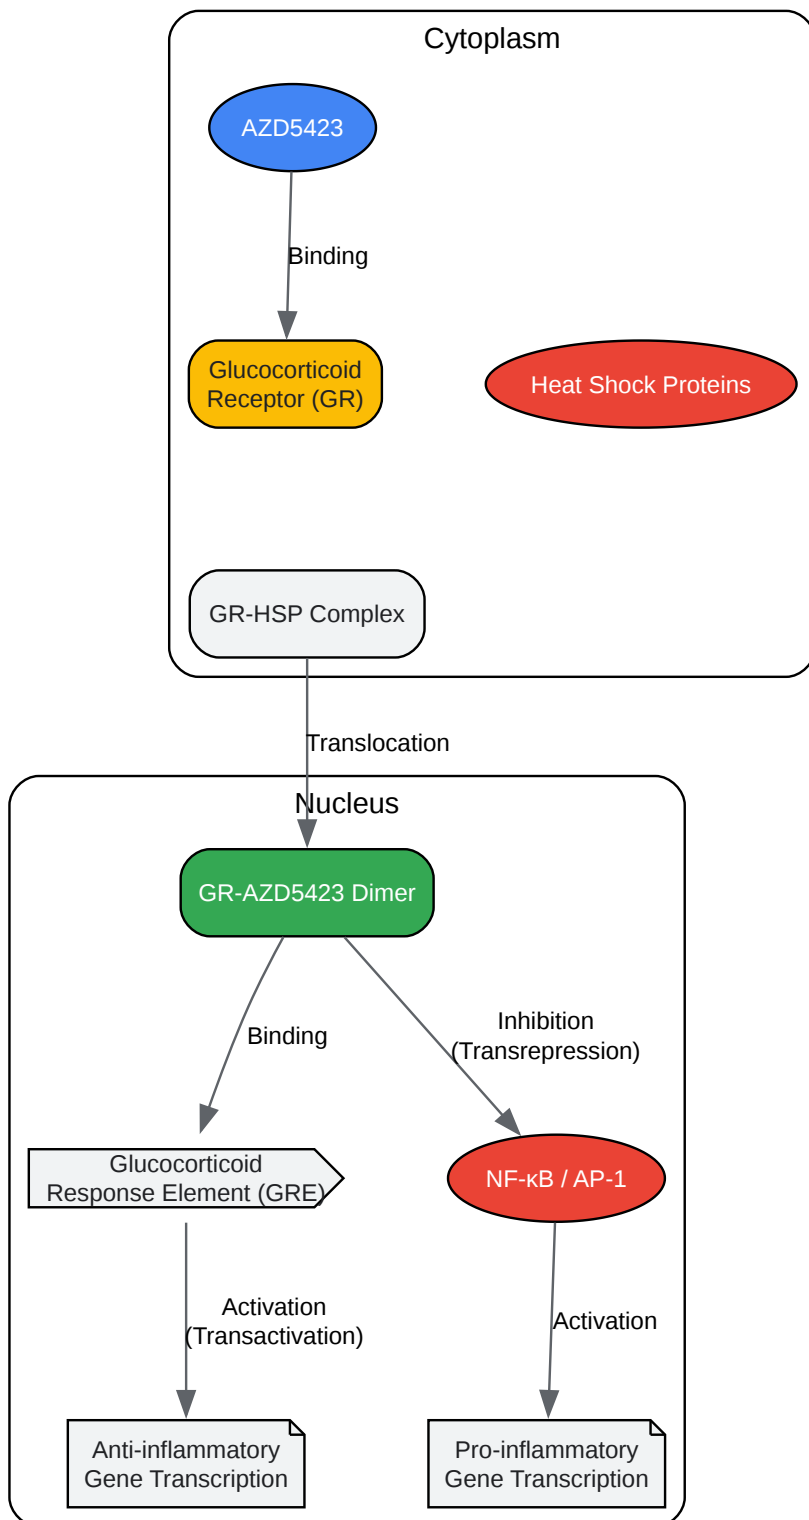 Cytoplasm
AZD5423
Binding
Glucocorticoid
Receptor (GR)
Heat Shock Proteins
GR-HSP Complex
Translocation
Nucleus
GR-AZD5423 Dimer
Binding
Inhibition
(Transrepression)
Glucocorticoid
Response Element (GRE)
NF-κB / AP-1
Activation
(Transactivation)
Activation
Anti-inflammatory
Gene Transcription
Pro-inflammatory
Gene Transcription